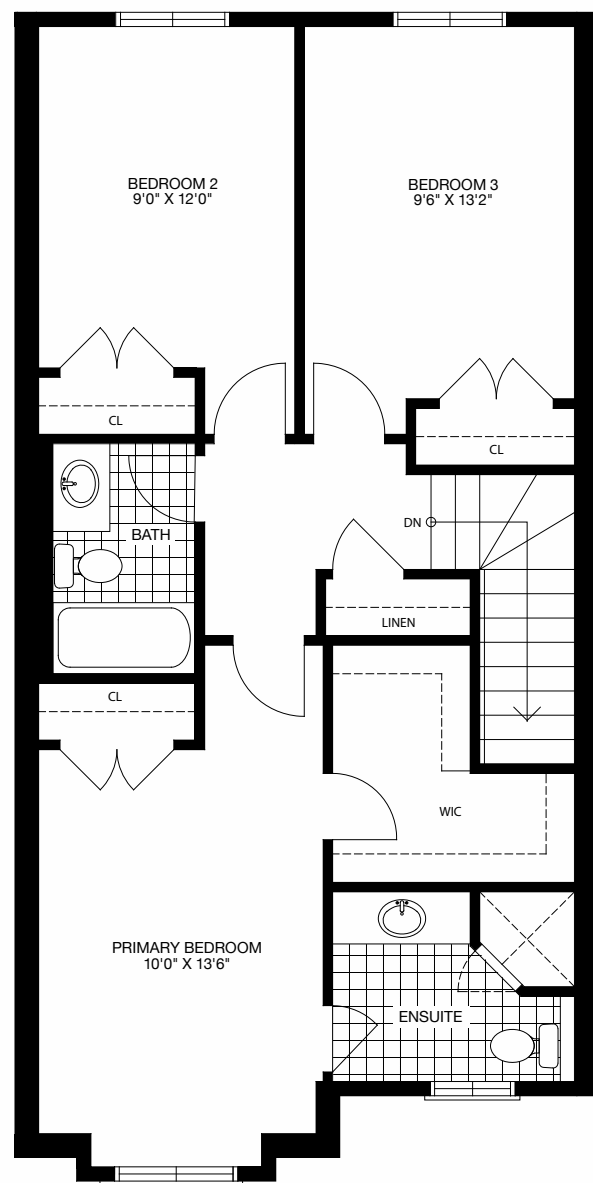 BEDROOM 2
9'0" X 12'0"
BEDROOM 3
9'6" X 13'2"
CL
CL
DN
BATH
LINEN
CL
WIC
PRIMARY BEDROOM
10'0" X 13'6"
ENSUITE